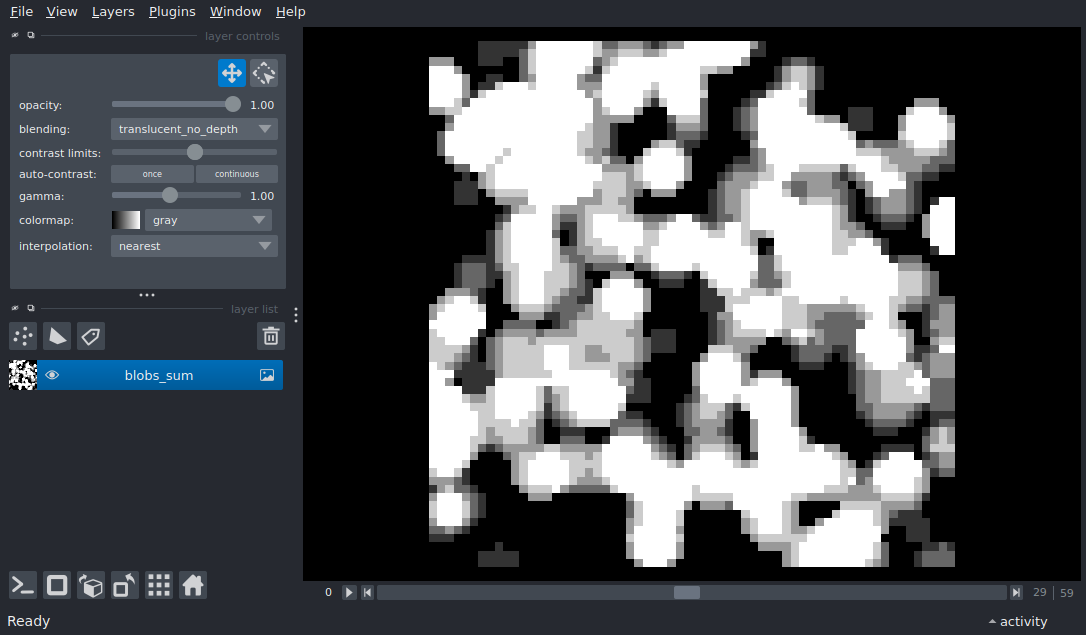 File View Layers Plugins Window Help
layer controls
opacity: 1.00
blending: translucent_no_depth
contrast limits:
auto-contrast: once continuous
gamma: 1.00
colormap: gray
interpolation: nearest
layer list
blobs_sum
0 29 | 59
Ready activity